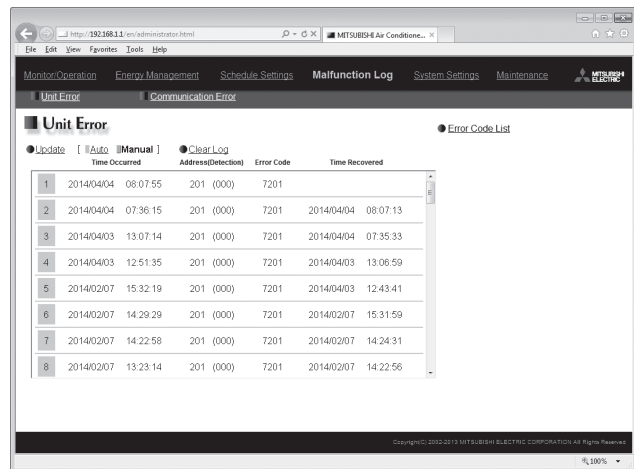 http://192.168.1.1/en/administrator.html
MITSUBISHI Air Conditione...
File Edit View Favorites Tools Help
Monitor/Operation Energy Management Schedule Settings Malfunction Log System Settings Maintenance MITSUBISHI ELECTRIC
Unit Error Communication Error
Unit Error
Error Code List
Update [ Auto Manual ] Clear Log
Time Occurred Address(Detection) Error Code Time Recovered
1 2014/04/04 08:07:55 201 (000) 7201
2 2014/04/04 07:36:15 201 (000) 7201 2014/04/04 08:07:13
3 2014/04/03 13:07:14 201 (000) 7201 2014/04/04 07:35:33
4 2014/04/03 12:51:35 201 (000) 7201 2014/04/03 13:06:59
5 2014/02/07 15:32:19 201 (000) 7201 2014/04/03 12:43:41
6 2014/02/07 14:29:29 201 (000) 7201 2014/02/07 15:31:59
7 2014/02/07 14:22:58 201 (000) 7201 2014/02/07 14:24:31
8 2014/02/07 13:23:14 201 (000) 7201 2014/02/07 14:22:56
Copyright(C) 2002-2013 MITSUBISHI ELECTRIC CORPORATION All Rights Reserved
100%